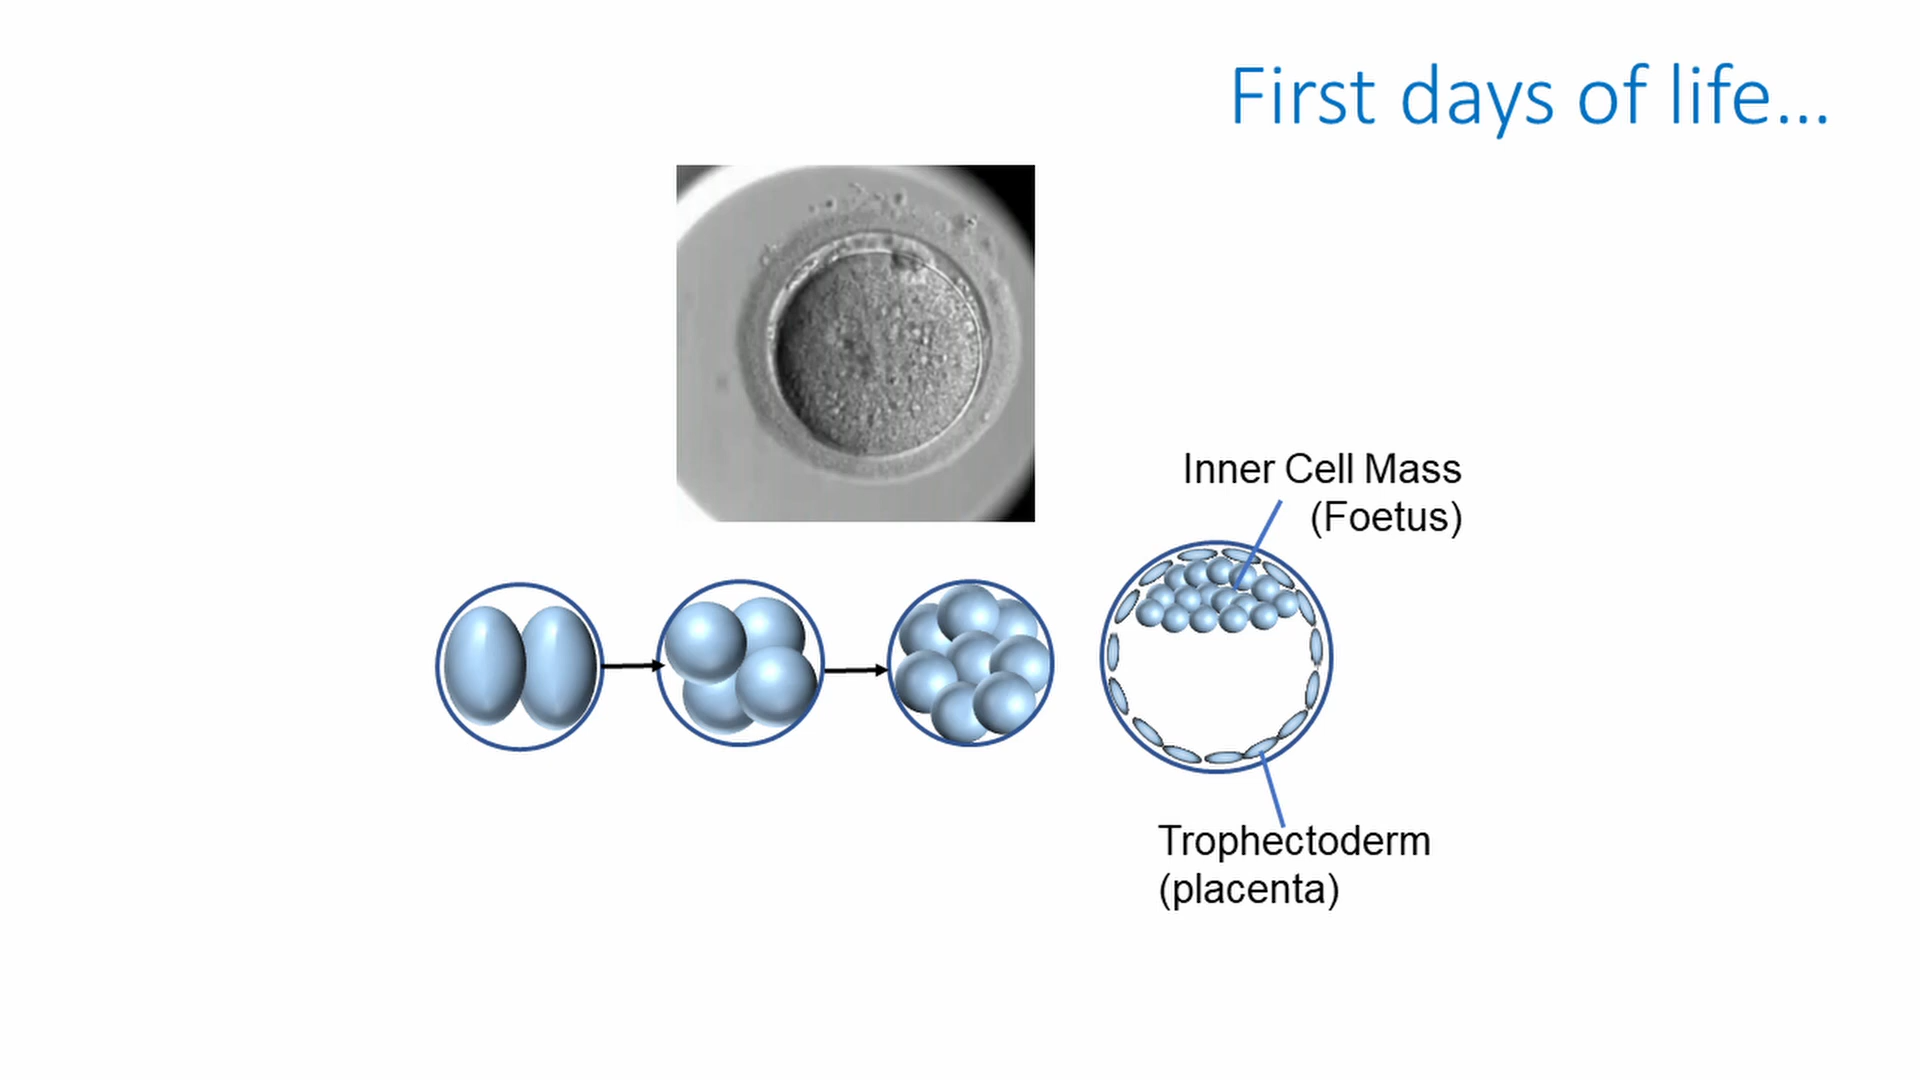 First days of life...
Inner Cell Mass
(Foetus)
Trophectoderm
(placenta)